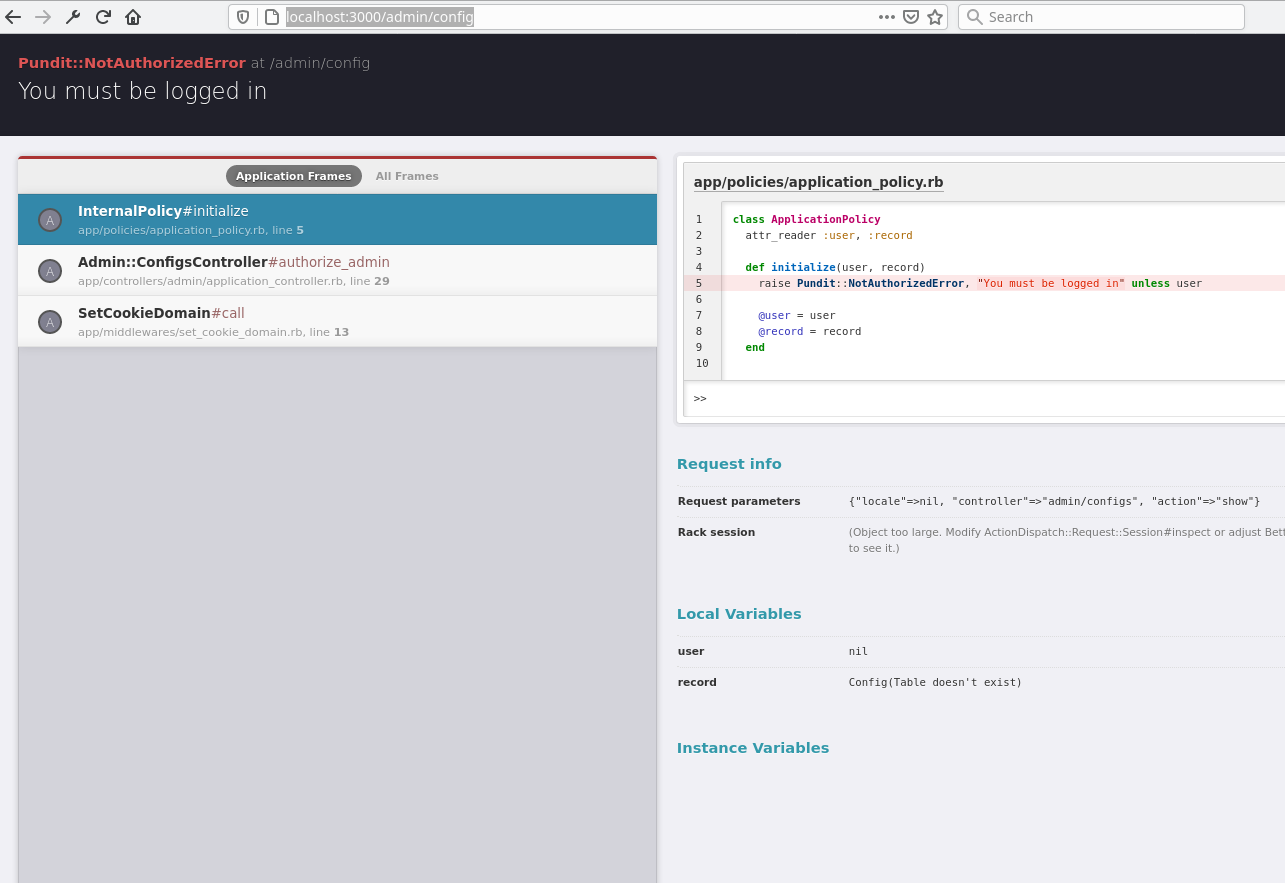 localhost:3000/admin/config
Search
Pundit::NotAuthorizedError at /admin/config
You must be logged in
Application Frames All Frames
A
InternalPolicy#initialize
app/policies/application_policy.rb, line 5
A
Admin::ConfigsController#authorize_admin
app/controllers/admin/application_controller.rb, line 29
A
SetCookieDomain#call
app/middlewares/set_cookie_domain.rb, line 13
app/policies/application_policy.rb
1 class ApplicationPolicy
2 attr_reader :user, :record
3
4 def initialize(user, record)
5 raise Pundit::NotAuthorizedError, "You must be logged in" unless user
6
7 @user = user
8 @record = record
9 end
10
>>
Request info
Request parameters {"locale"=>nil, "controller"=>"admin/configs", "action"=>"show"}
Rack session (Object too large. Modify ActionDispatch::Request::Session#inspect or adjust Bett
to see it.)
Local Variables
user nil
record Config(Table doesn't exist)
Instance Variables